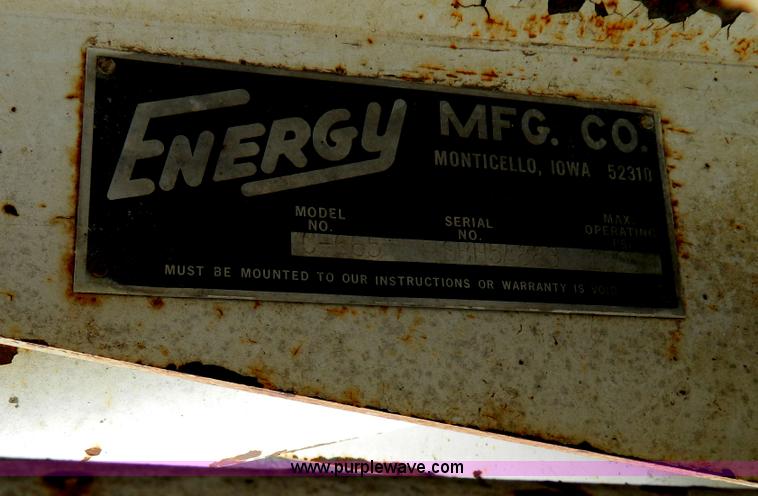 ENERGY MFG. CO.
MONTICELLO, IOWA 52310
MODEL NO.
SERIAL NO.
MAX. OPERATING PSI
MUST BE MOUNTED TO OUR INSTRUCTIONS OR WARRANTY IS VOID
www.purplewave.com